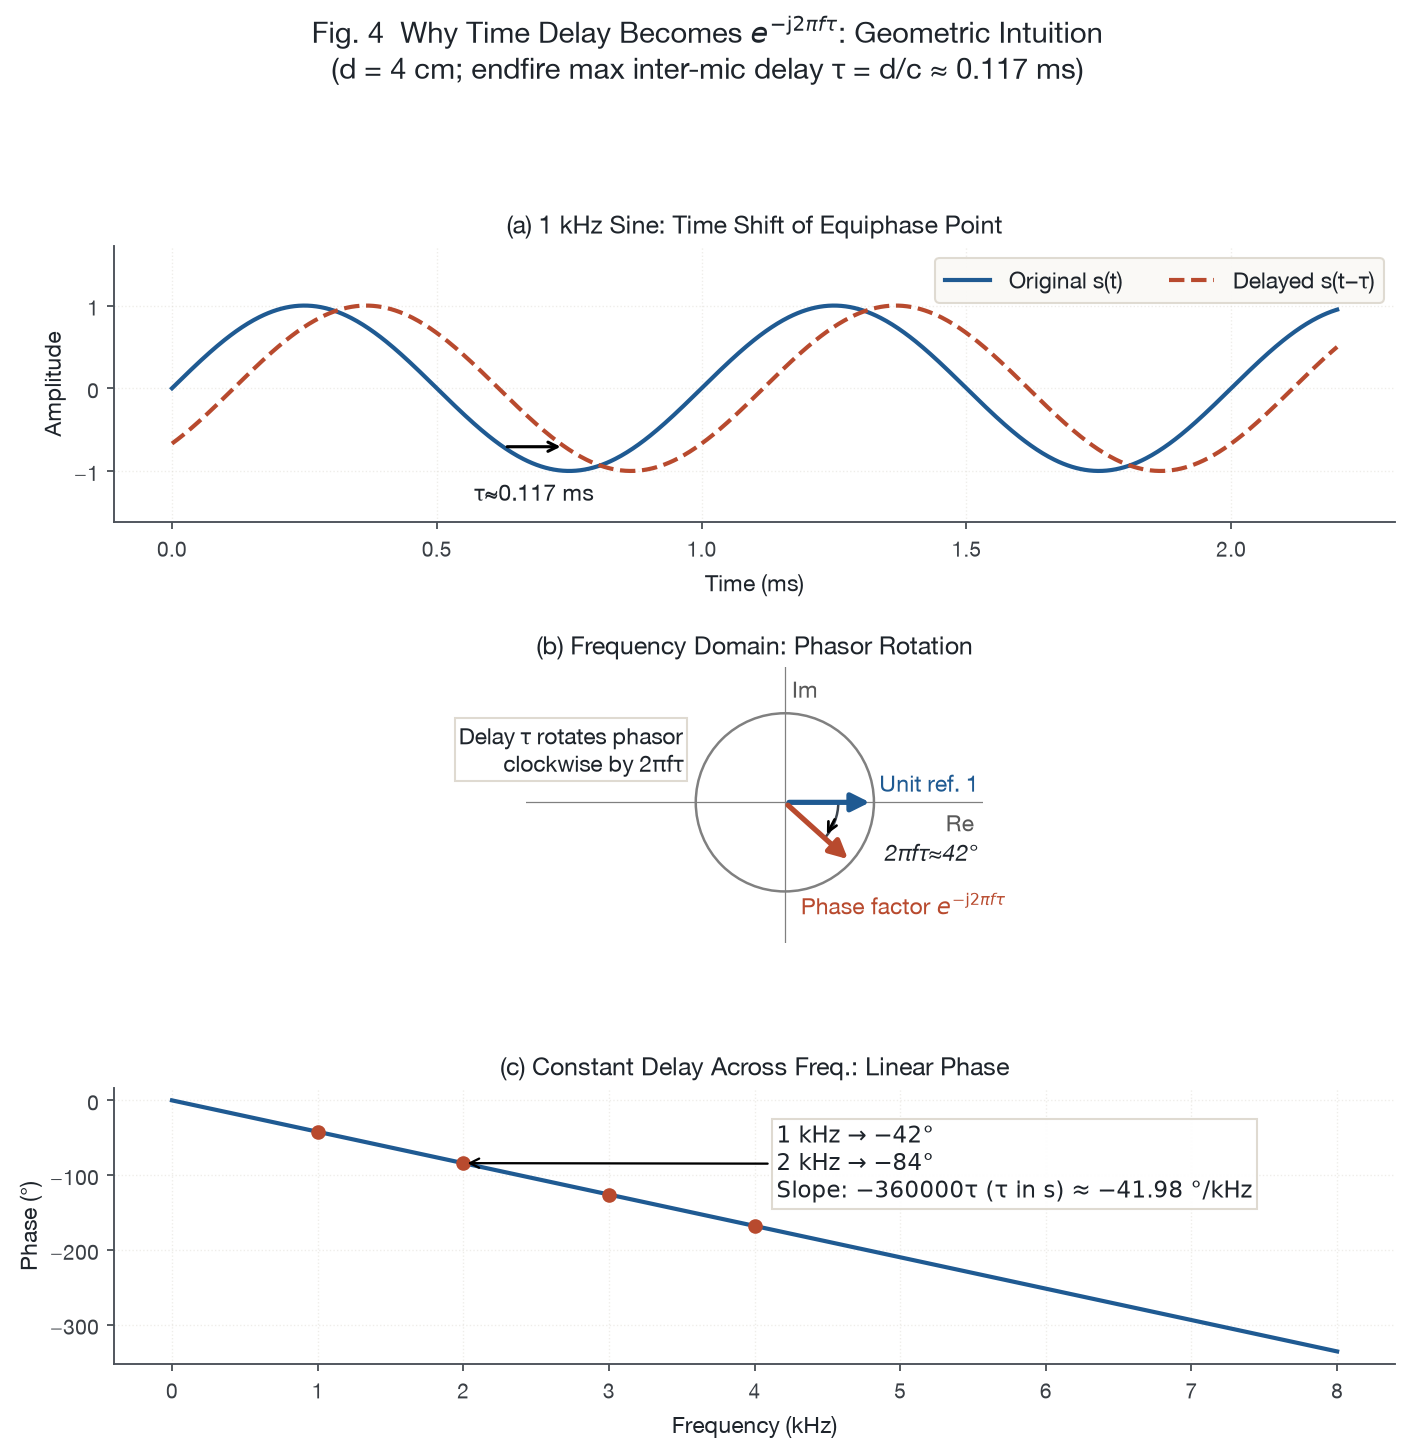 Fig. 4  Why Time Delay Becomes e^{−j2πfτ}: Geometric Intuition
(d = 4 cm; endfire max inter-mic delay τ = d/c ≈ 0.117 ms)
(a) 1 kHz Sine: Time Shift of Equiphase Point
Original s(t)
Delayed s(t−τ)
Amplitude
1
0
−1
τ≈0.117 ms
0.0
0.5
1.0
1.5
2.0
Time (ms)
(b) Frequency Domain: Phasor Rotation
Im
Delay τ rotates phasor
clockwise by 2πfτ
Unit ref. 1
Re
2πfτ≈42°
Phase factor e^{−j2πfτ}
(c) Constant Delay Across Freq.: Linear Phase
Phase (°)
0
−100
−200
−300
1 kHz → −42°
2 kHz → −84°
Slope: −360000τ (τ in s) ≈ −41.98 °/kHz
0
1
2
3
4
5
6
7
8
Frequency (kHz)